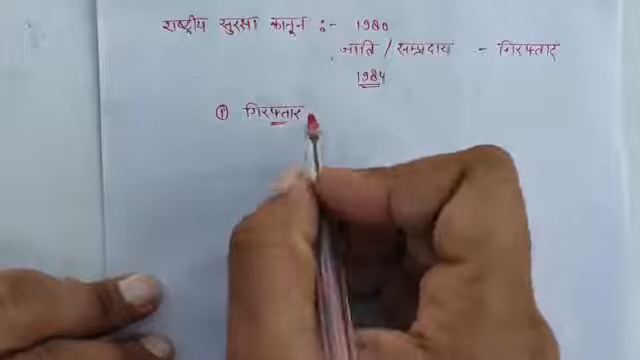 राष्ट्रीय सुरक्षा कानून :- 1980
जाति / सम्प्रदाय - गिरफ्तार
1984
① गिरफ्तार